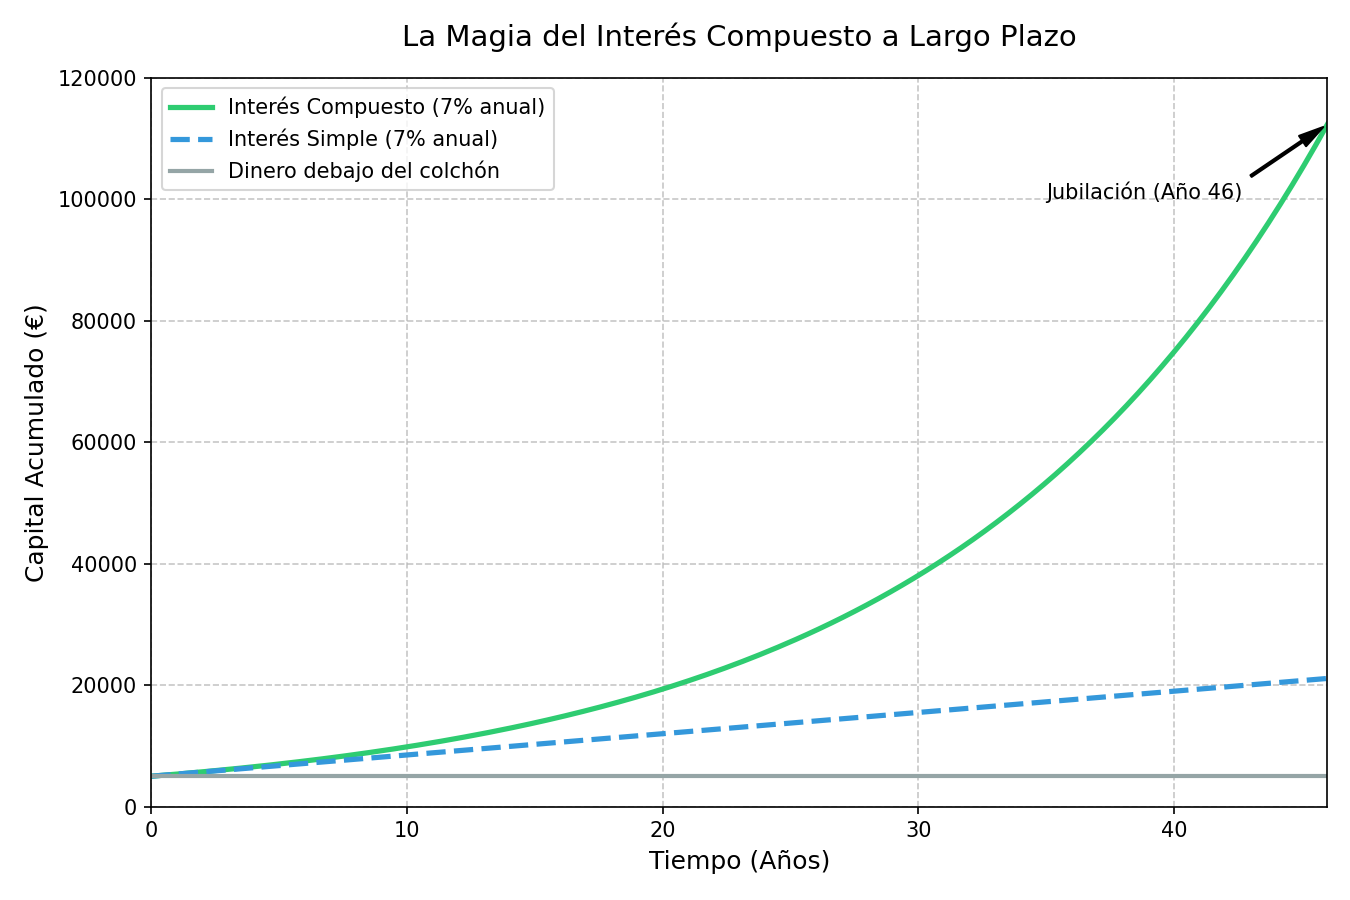 La Magia del Interés Compuesto a Largo Plazo
Interés Compuesto (7% anual)
Interés Simple (7% anual)
Dinero debajo del colchón
Jubilación (Año 46)
Capital Acumulado (€)
120000
100000
80000
60000
40000
20000
0
0 10 20 30 40
Tiempo (Años)